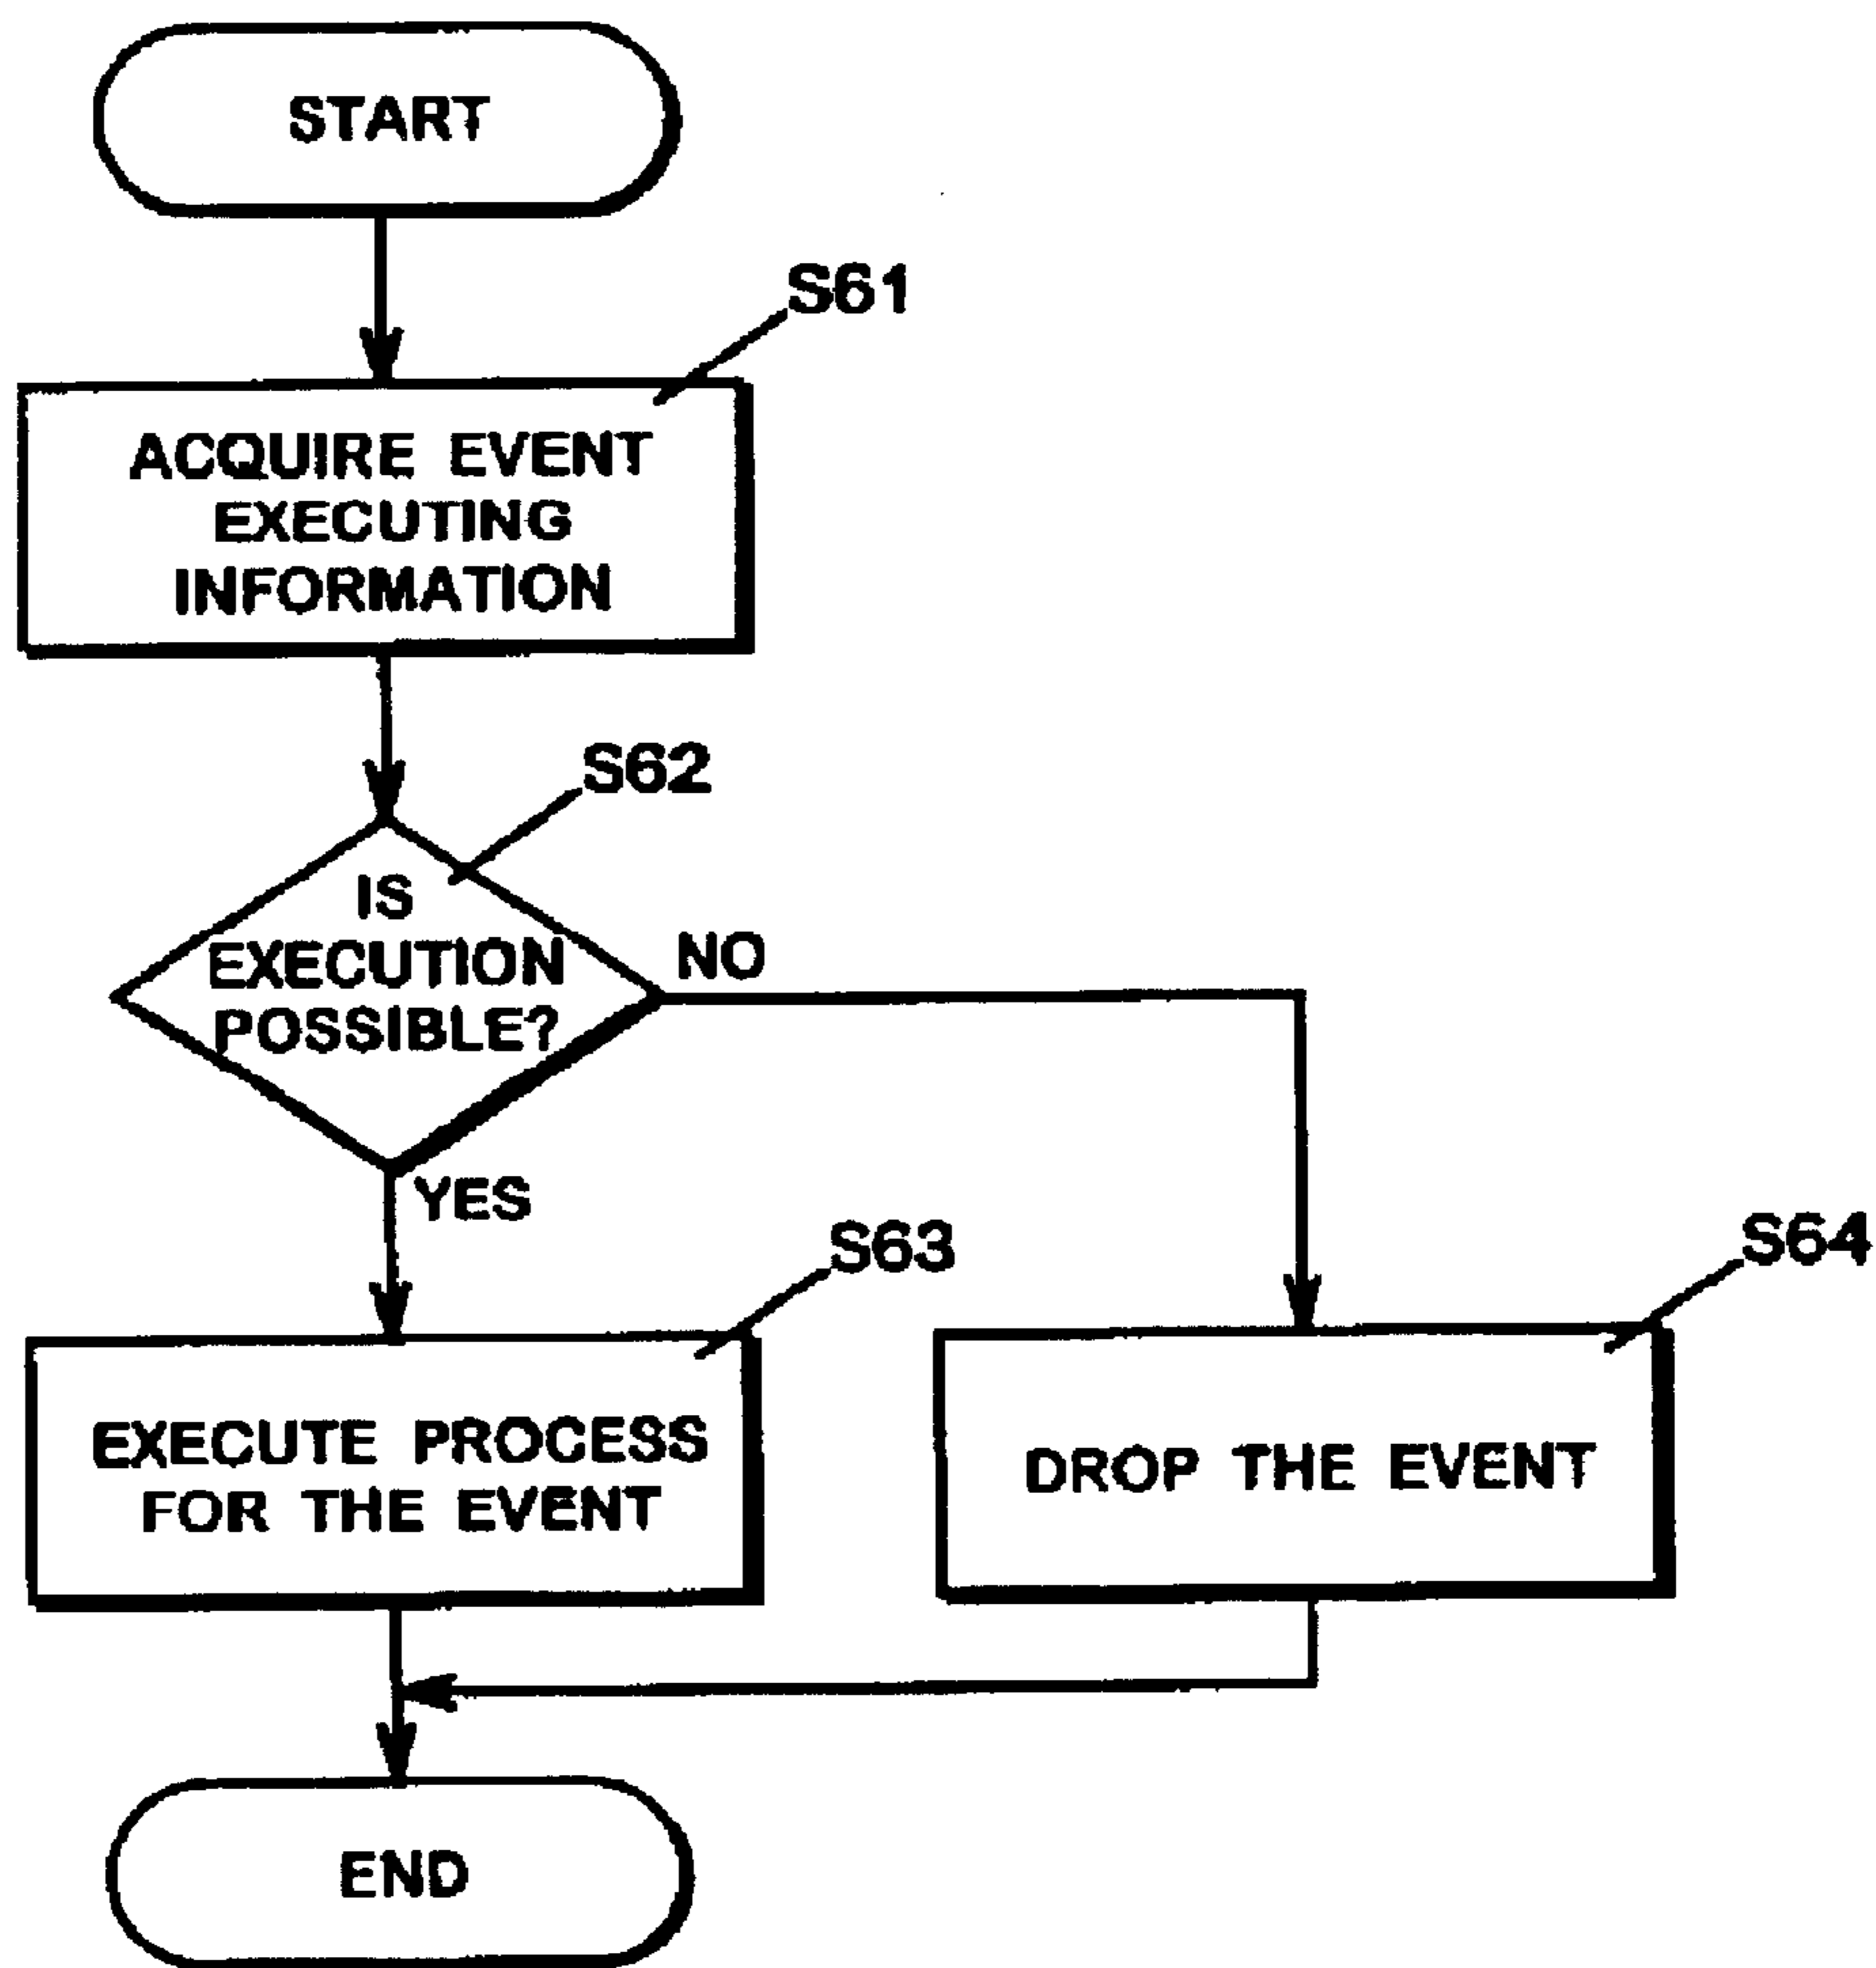 START
S61
ACQUIRE EVENT
EXECUTING
INFORMATION
S62
IS
EXECUTION
POSSIBLE?
NO
YES
S63
S64
EXECUTE PROCESS
FOR THE EVENT
DROP THE EVENT
END